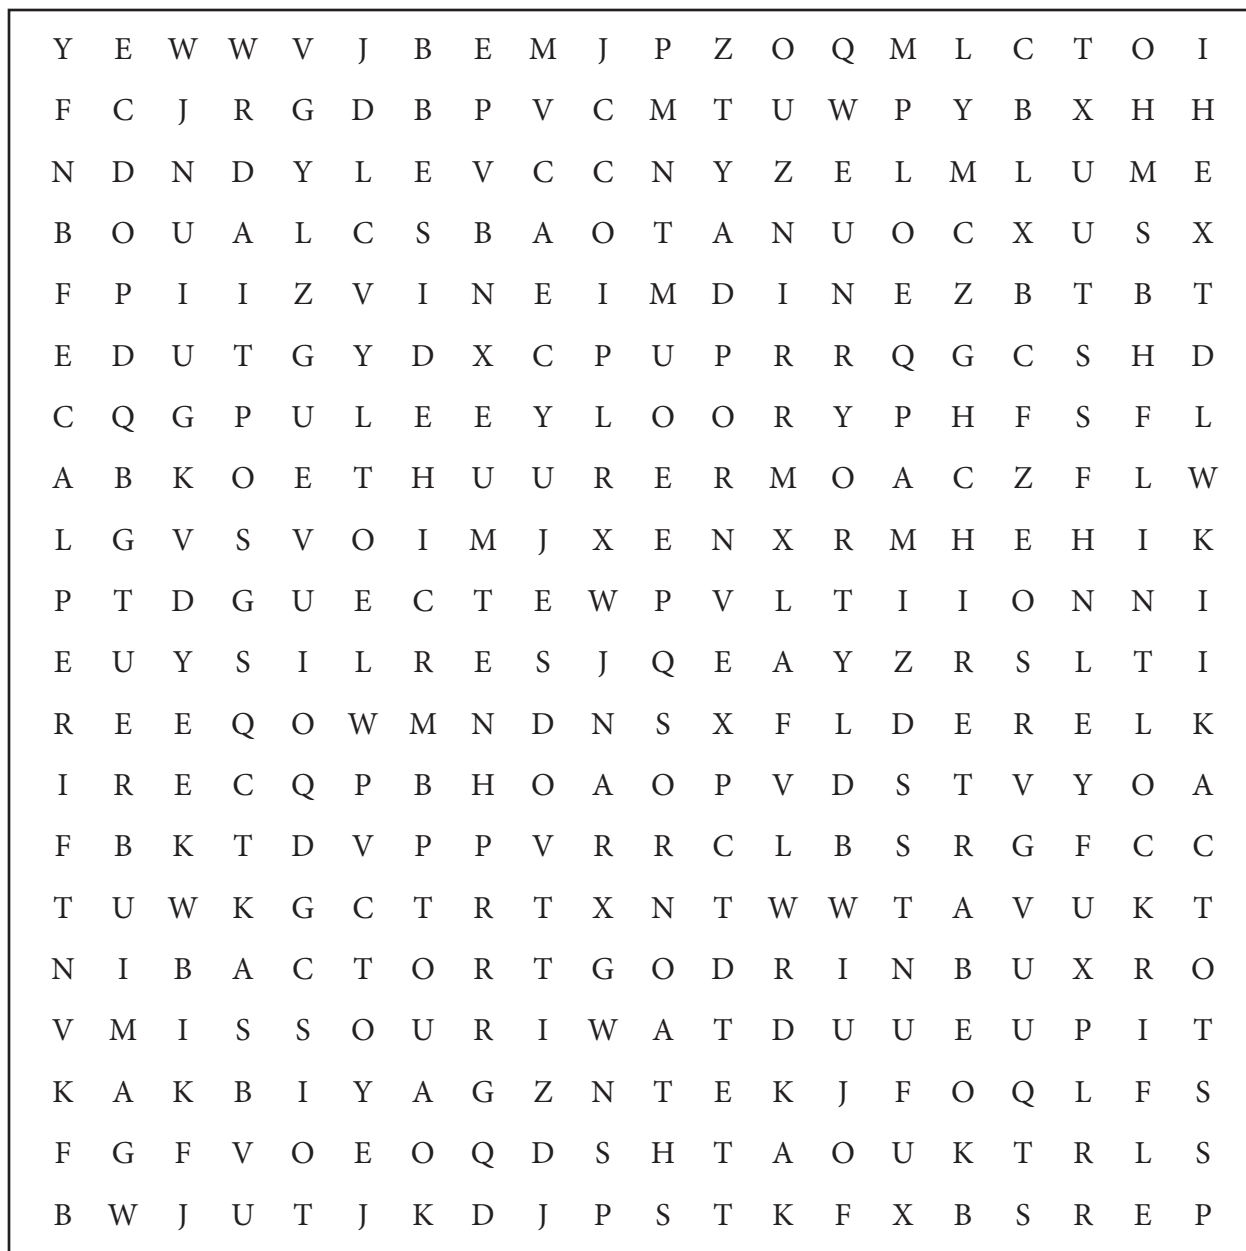 Y E W W V J B E M J P Z O Q M L C T O I
F C J R G D B P V C M T U W P Y B X H H
N D N D Y L E V C C N Y Z E L M L U M E
B O U A L C S B A O T A N U O C X U S X
F P I I Z V I N E I M D I N E Z B T B T
E D U T G Y D X C P U P R R Q G C S H D
C Q G P U L E E Y L O O R Y P H F S F L
A B K O E T H U U R E R M O A C Z F L W
L G V S V O I M J X E N X R M H E H I K
P T D G U E C T E W P V L T I I O N N I
E U Y S I L R E S J Q E A Y Z R S L T I
R E E Q O W M N D N S X F L D E R E L K
I R E C Q P B H O A O P V D S T V Y O A
F B K T D V P P V R R C L B S R G F C C
T U W K G C T R T X N T W W T A V U K T
N I B A C T O R T G O D R I N B U X R O
V M I S S O U R I W A T D U U E U P I T
K A K B I Y A G Z N T E K J F O Q L F S
F G F V O E O Q D S H T A O U K T R L S
B W J U T J K D J P S T K F X B S R E P